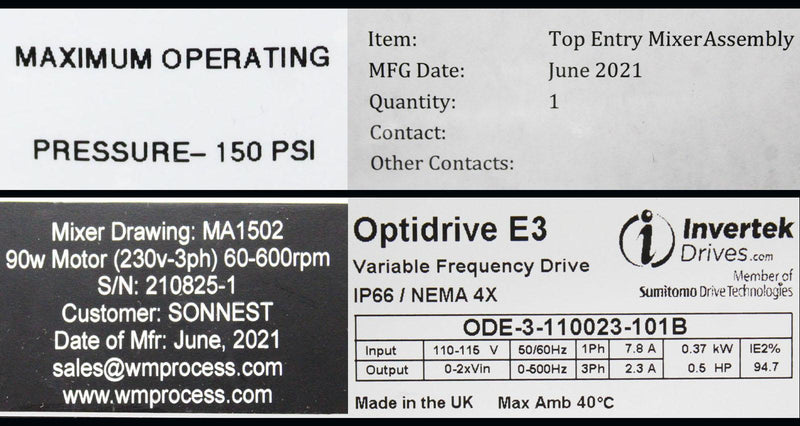 MAXIMUM OPERATING
PRESSURE– 150 PSI
Item: Top Entry Mixer Assembly
MFG Date: June 2021
Quantity: 1
Contact:
Other Contacts:
Mixer Drawing: MA1502
90w Motor (230v-3ph) 60-600rpm
S/N: 210825-1
Customer: SONNEST
Date of Mfr: June, 2021
sales@wmprocess.com
www.wmprocess.com
Optidrive E3
Variable Frequency Drive
IP66 / NEMA 4X
Invertek
Drives.com
Member of
Sumitomo Drive Technologies
ODE-3-110023-101B
Input 110-115 V 50/60Hz 1Ph 7.8 A 0.37 kW IE2%
Output 0-2xVin 0-500Hz 3Ph 2.3 A 0.5 HP 94.7
Made in the UK Max Amb 40°C